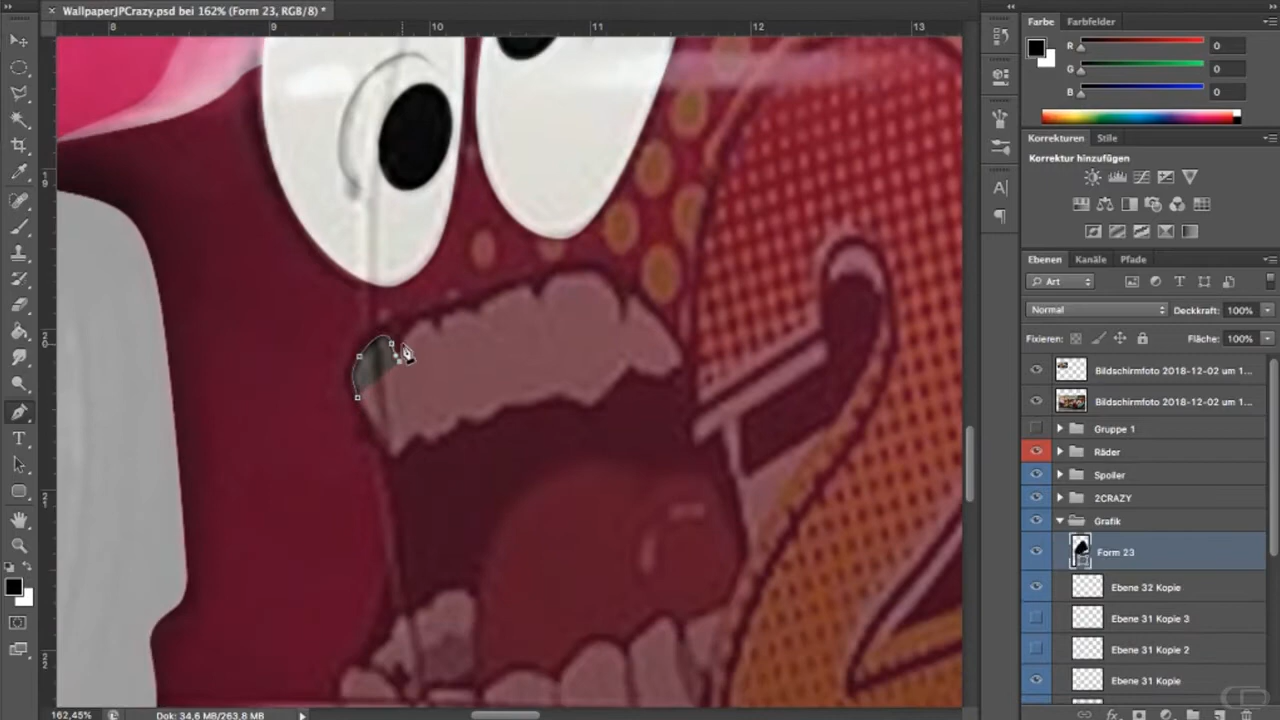 WallpaperJPCrazy.psd bei 162% (Form 23, RGB/8) *
8 9 10 11 12 13
Farbe Farbfelder
R 0
G 0
B 0
Korrekturen Stile
Korrektur hinzufügen
Ebenen Kanäle Pfade
Art
Normal Deckkraft: 100%
Fixieren: Fläche: 100%
Bildschirmfoto 2018-12-02 um 1...
Bildschirmfoto 2018-12-02 um 1...
Gruppe 1
Räder
Spoiler
2CRAZY
Grafik
Form 23
Ebene 32 Kopie
Ebene 31 Kopie 3
Ebene 31 Kopie 2
Ebene 31 Kopie
162,45% Dok: 34,6 MB/263,8 MB